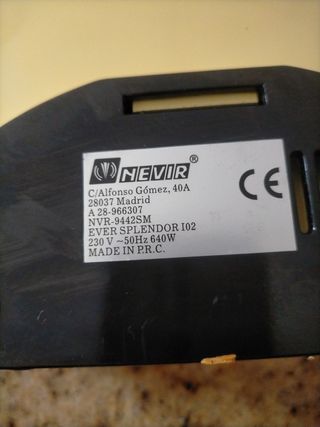 NEVIR®
C/Alfonso Gómez, 40A
28037 Madrid
A 28-966307
NVR-9442SM
EVER SPLENDOR I02
230 V ~50Hz 640W
MADE IN P.R.C.
CE